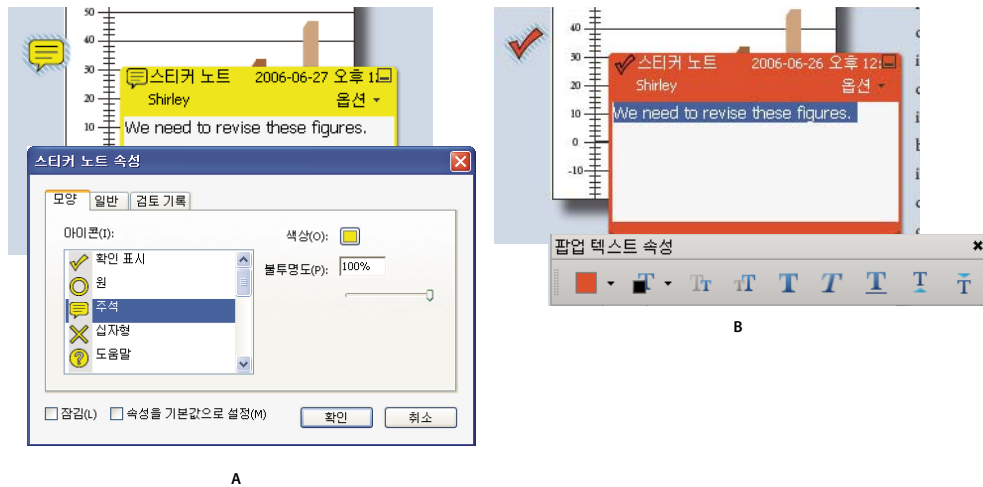 50
40
30
20
10
스티커 노트 2006-06-27 오후 1
Shirley 옵션
We need to revise these figures.
스티커 노트 속성
모양 일반 검토 기록
아이콘(I): 색상(O):
확인 표시
원
주석
십자형
도움말
불투명도(P): 100%
잠김(L) 속성을 기본값으로 설정(M) 확인 취소
A
40
30
20
10
0
-10
스티커 노트 2006-06-26 오후 12:
Shirley 옵션
We need to revise these figures.
팝업 텍스트 속성
T Tт тT T T T T T
B